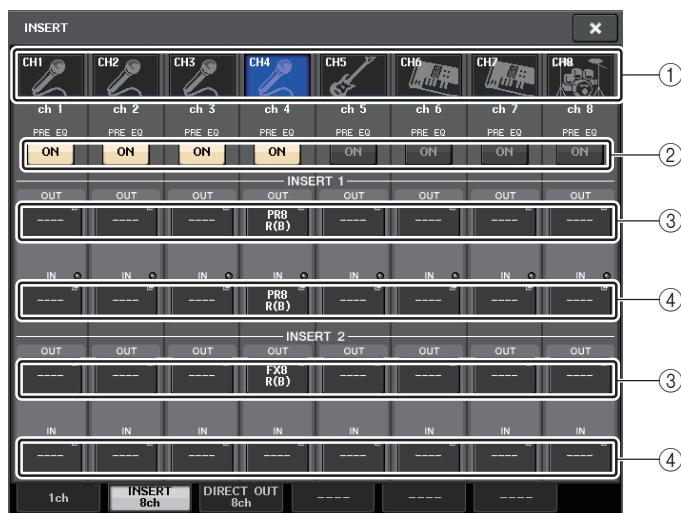 INSERT ×
CH1 CH2 CH3 CH4 CH5 CH6 CH7 CH8
①
ch 1 ch 2 ch 3 ch 4 ch 5 ch 6 ch 7 ch 8
PRE EQ PRE EQ PRE EQ PRE EQ PRE EQ PRE EQ PRE EQ PRE EQ
ON ON ON ON ON ON ON ON
②
INSERT 1
OUT OUT OUT OUT OUT OUT OUT OUT
---- ---- ---- PR8 ---- ---- ---- ----
R(B)
③
IN IN IN IN IN IN IN IN
---- ---- ---- PR8 ---- ---- ---- ----
R(B)
④
INSERT 2
OUT OUT OUT OUT OUT OUT OUT OUT
---- ---- ---- FX8 ---- ---- ---- ----
R(B)
③
IN IN IN IN IN IN IN IN
---- ---- ---- ---- ---- ---- ---- ----
④
1ch INSERT DIRECT OUT ---- ---- ----
8ch 8ch